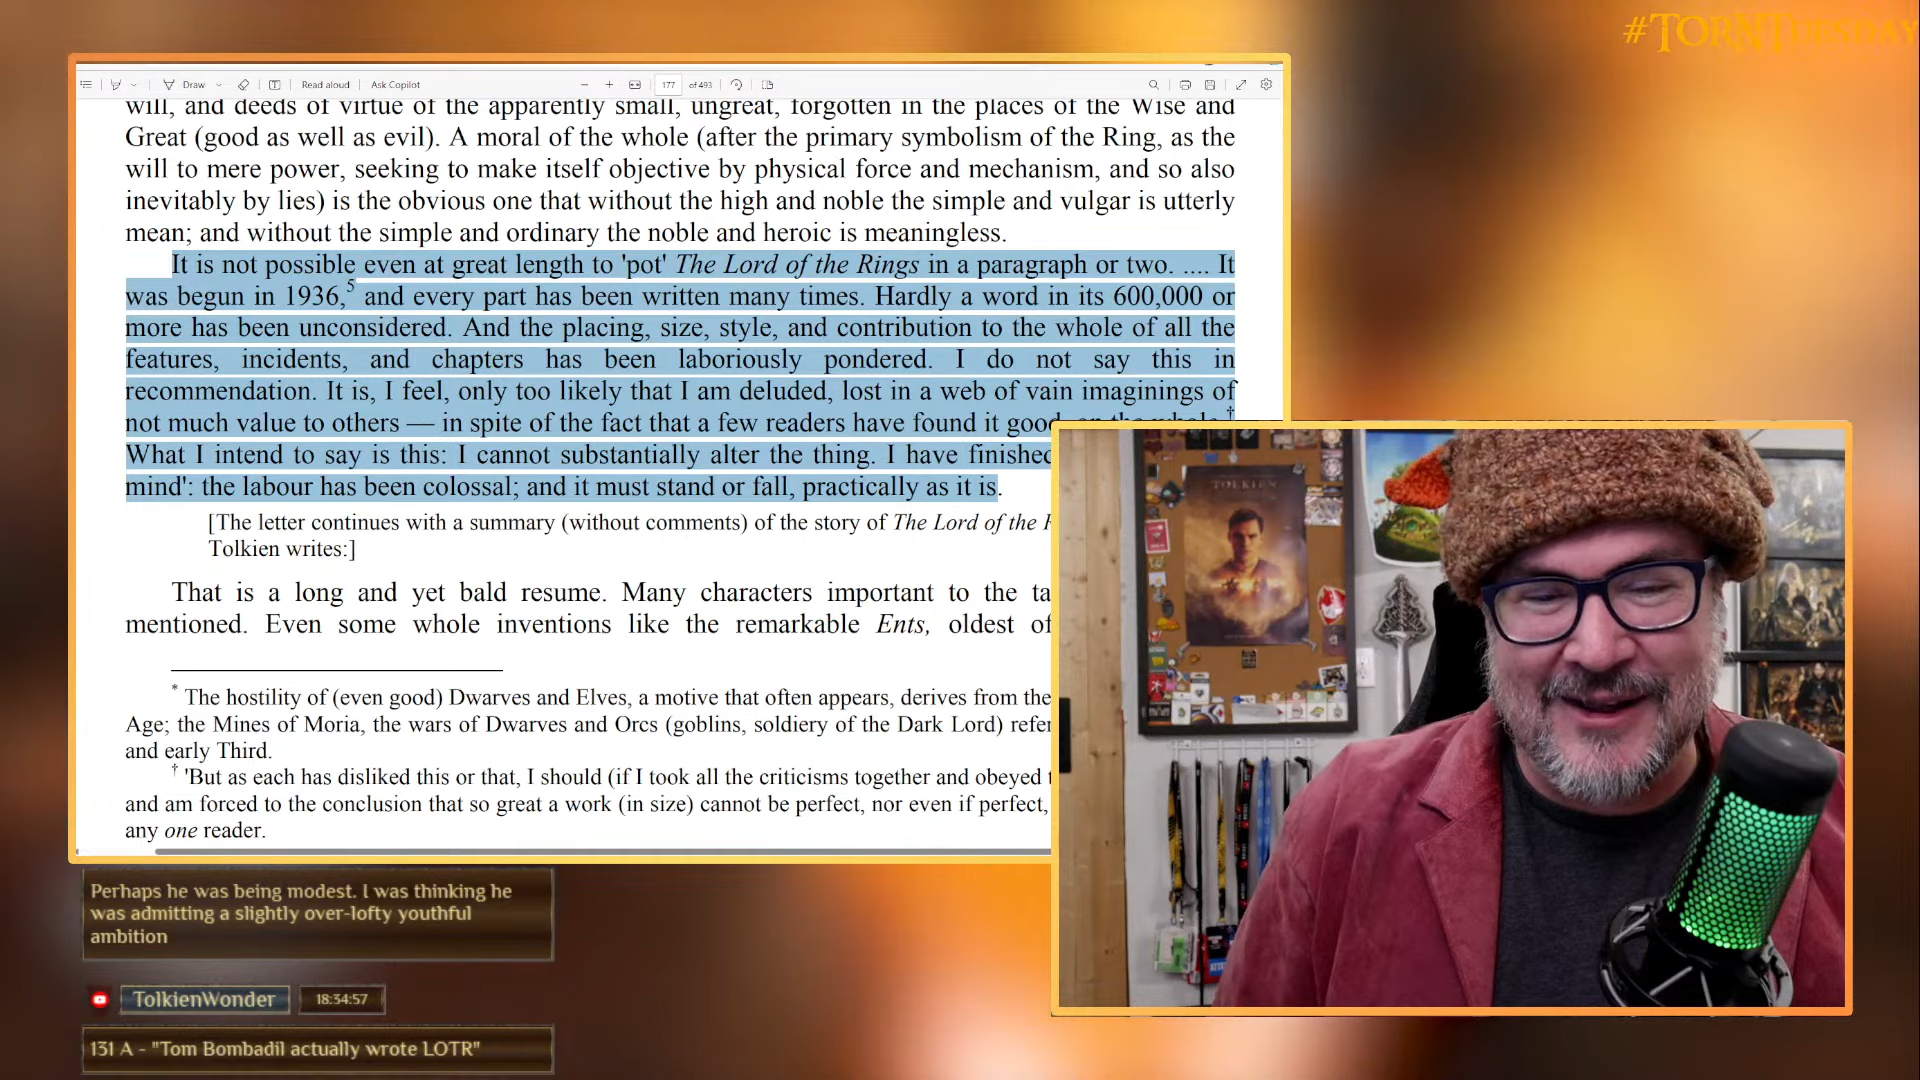 #TORNTUESDAY
Draw
Read aloud
Ask Copilot
177
of 493
will, and deeds of virtue of the apparently small, ungreat, forgotten in the places of the Wise and
Great (good as well as evil). A moral of the whole (after the primary symbolism of the Ring, as the
will to mere power, seeking to make itself objective by physical force and mechanism, and so also
inevitably by lies) is the obvious one that without the high and noble the simple and vulgar is utterly
mean; and without the simple and ordinary the noble and heroic is meaningless.
It is not possible even at great length to 'pot' The Lord of the Rings in a paragraph or two. .... It
was begun in 1936,5 and every part has been written many times. Hardly a word in its 600,000 or
more has been unconsidered. And the placing, size, style, and contribution to the whole of all the
features, incidents, and chapters has been laboriously pondered. I do not say this in
recommendation. It is, I feel, only too likely that I am deluded, lost in a web of vain imaginings of
not much value to others — in spite of the fact that a few readers have found it good, on the whole.†
What I intend to say is this: I cannot substantially alter the thing. I have finished
mind': the labour has been colossal; and it must stand or fall, practically as it is.
[The letter continues with a summary (without comments) of the story of The Lord of the
Tolkien writes:]
That is a long and yet bald resume. Many characters important to the
mentioned. Even some whole inventions like the remarkable Ents, oldest of
* The hostility of (even good) Dwarves and Elves, a motive that often appears, derives from the
Age; the Mines of Moria, the wars of Dwarves and Orcs (goblins, soldiery of the Dark Lord) refer
and early Third.
† 'But as each has disliked this or that, I should (if I took all the criticisms together and obeyed
and am forced to the conclusion that so great a work (in size) cannot be perfect, nor even if perfect,
any one reader.
TOLKIEN
Perhaps he was being modest. I was thinking he
was admitting a slightly over-lofty youthful
ambition
TolkienWonder
18:34:57
131 A - "Tom Bombadil actually wrote LOTR"